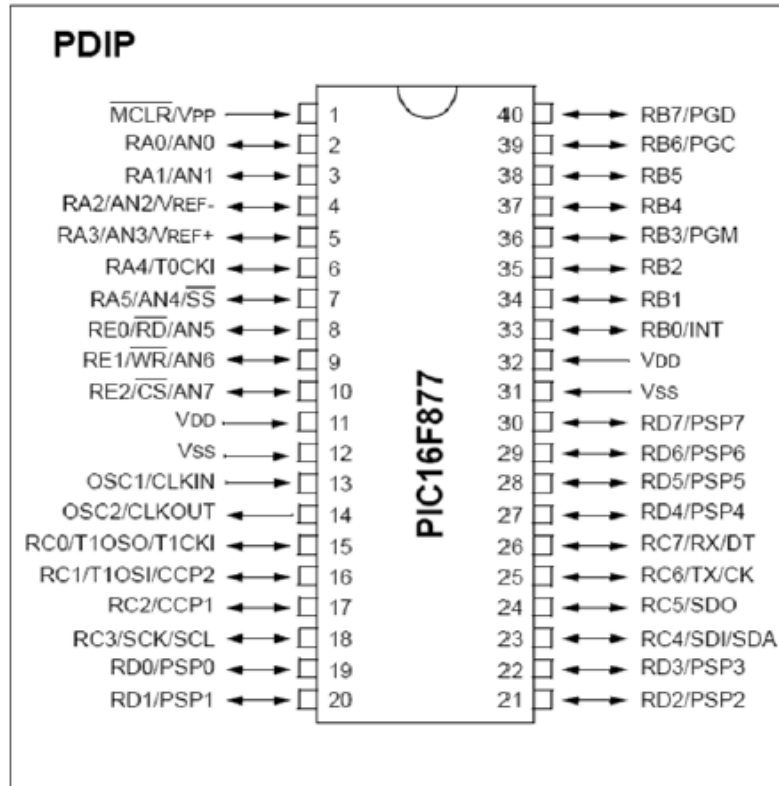 PDIP
MCLR/VPP 1 40 RB7/PGD
RA0/AN0 2 39 RB6/PGC
RA1/AN1 3 38 RB5
RA2/AN2/VREF- 4 37 RB4
RA3/AN3/VREF+ 5 36 RB3/PGM
RA4/T0CKI 6 35 RB2
RA5/AN4/SS 7 34 RB1
RE0/RD/AN5 8 33 RB0/INT
RE1/WR/AN6 9 32 VDD
RE2/CS/AN7 10 31 VSS
VDD 11 30 RD7/PSP7
VSS 12 29 RD6/PSP6
OSC1/CLKIN 13 28 RD5/PSP5
OSC2/CLKOUT 14 27 RD4/PSP4
RC0/T1OSO/T1CKI 15 26 RC7/RX/DT
RC1/T1OSI/CCP2 16 25 RC6/TX/CK
RC2/CCP1 17 24 RC5/SDO
RC3/SCK/SCL 18 23 RC4/SDI/SDA
RD0/PSP0 19 22 RD3/PSP3
RD1/PSP1 20 21 RD2/PSP2
PIC16F877